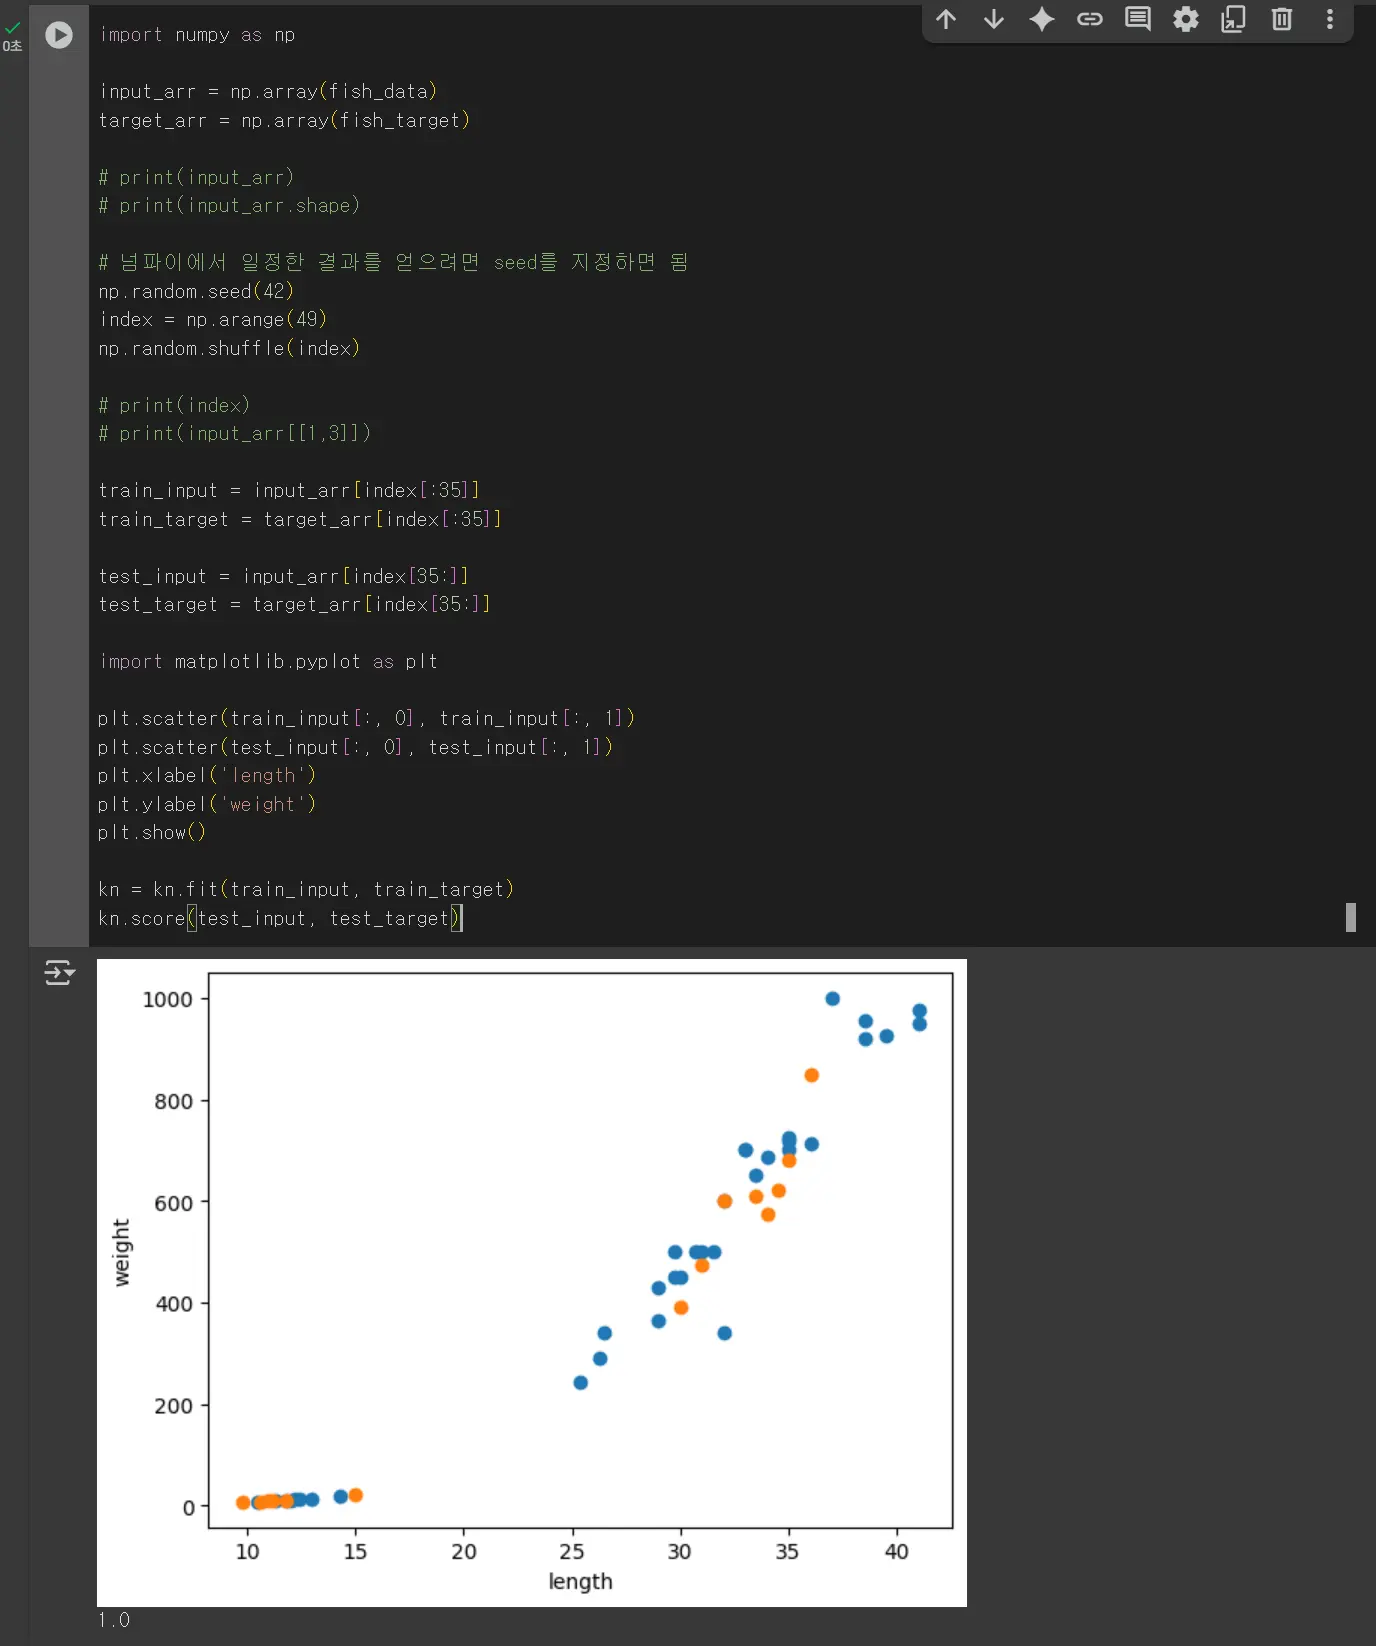 import numpy as np
0초
input_arr = np.array(fish_data)
target_arr = np.array(fish_target)
# print(input_arr)
# print(input_arr.shape)
# 넘파이에서 일정한 결과를 얻으려면 seed를 지정하면 됨
np.random.seed(42)
index = np.arange(49)
np.random.shuffle(index)
# print(index)
# print(input_arr[[1,3]])
train_input = input_arr[index[:35]]
train_target = target_arr[index[:35]]
test_input = input_arr[index[35:]]
test_target = target_arr[index[35:]]
import matplotlib.pyplot as plt
plt.scatter(train_input[:, 0], train_input[:, 1])
plt.scatter(test_input[:, 0], test_input[:, 1])
plt.xlabel('length')
plt.ylabel('weight')
plt.show()
kn = kn.fit(train_input, train_target)
kn.score(test_input, test_target)
1000
800
600
weight
400
200
0
10 15 20 25 30 35 40
length
1.0